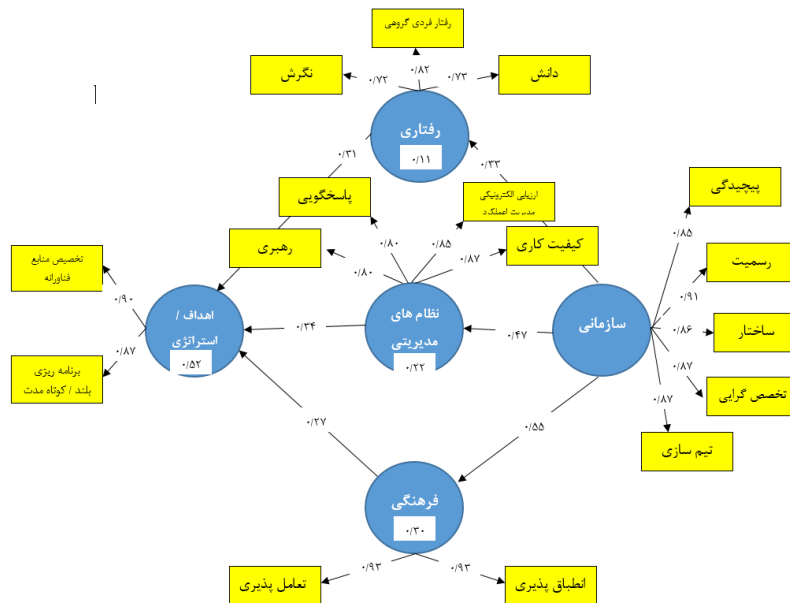 رفتار فردی گروهی
نگرش
دانش
۰/۷۲
۰/۸۲
۰/۷۳
رفتاری
۰/۱۱
۰/۳۱
۰/۳۳
پاسخگویی
ارزیابی الکترونیکی
مدیریت عملکرد
پیچیدگی
رهبری
کیفیت کاری
۰/۸۰
۰/۸۵
۰/۸۷
۰/۸۰
۰/۸۵
رسمیت
تخصیص منابع
فناورانه
۰/۹۰
اهداف /
استراتژی
۰/۵۲
۰/۳۴
نظام های
مدیریتی
۰/۲۲
۰/۴۷
سازمانی
۰/۹۱
۰/۸۶
ساختار
برنامه ریزی
بلند / کوتاه مدت
۰/۸۷
۰/۸۷
۰/۸۷
تخصص گرایی
تیم سازی
۰/۲۷
۰/۵۵
فرهنگی
۰/۳۰
۰/۹۳
۰/۹۳
تعامل پذیری
انطباق پذیری